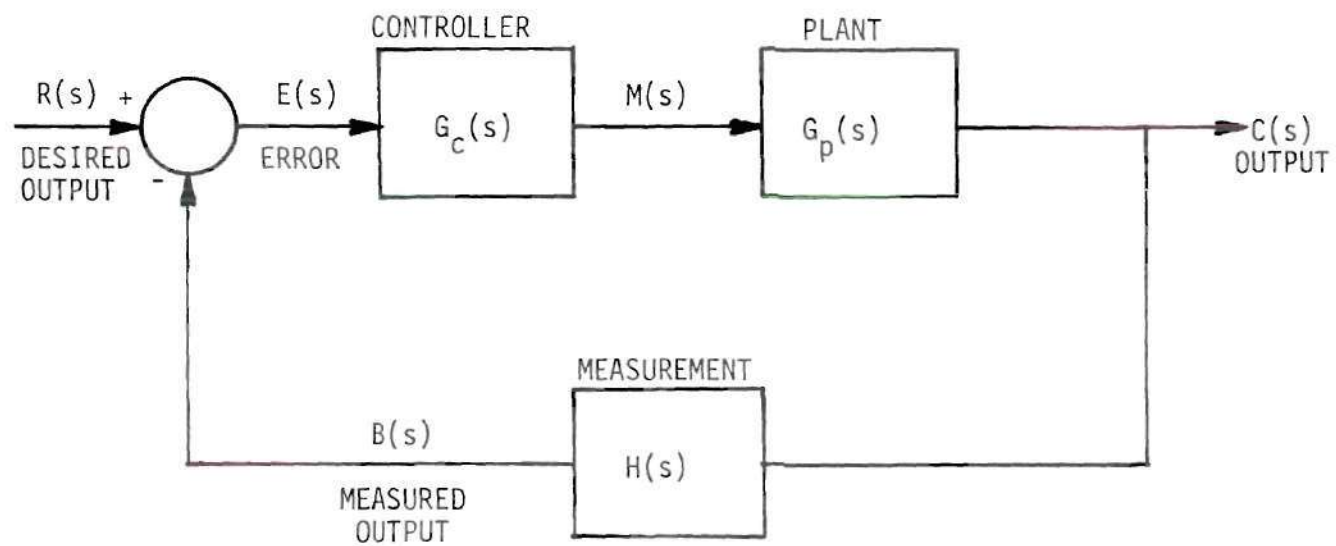 CONTROLLER
PLANT
R(s) +
E(s)
M(s)
G_c(s)
G_p(s)
C(s)
OUTPUT
DESIRED
OUTPUT
-
ERROR
MEASUREMENT
B(s)
H(s)
MEASURED
OUTPUT